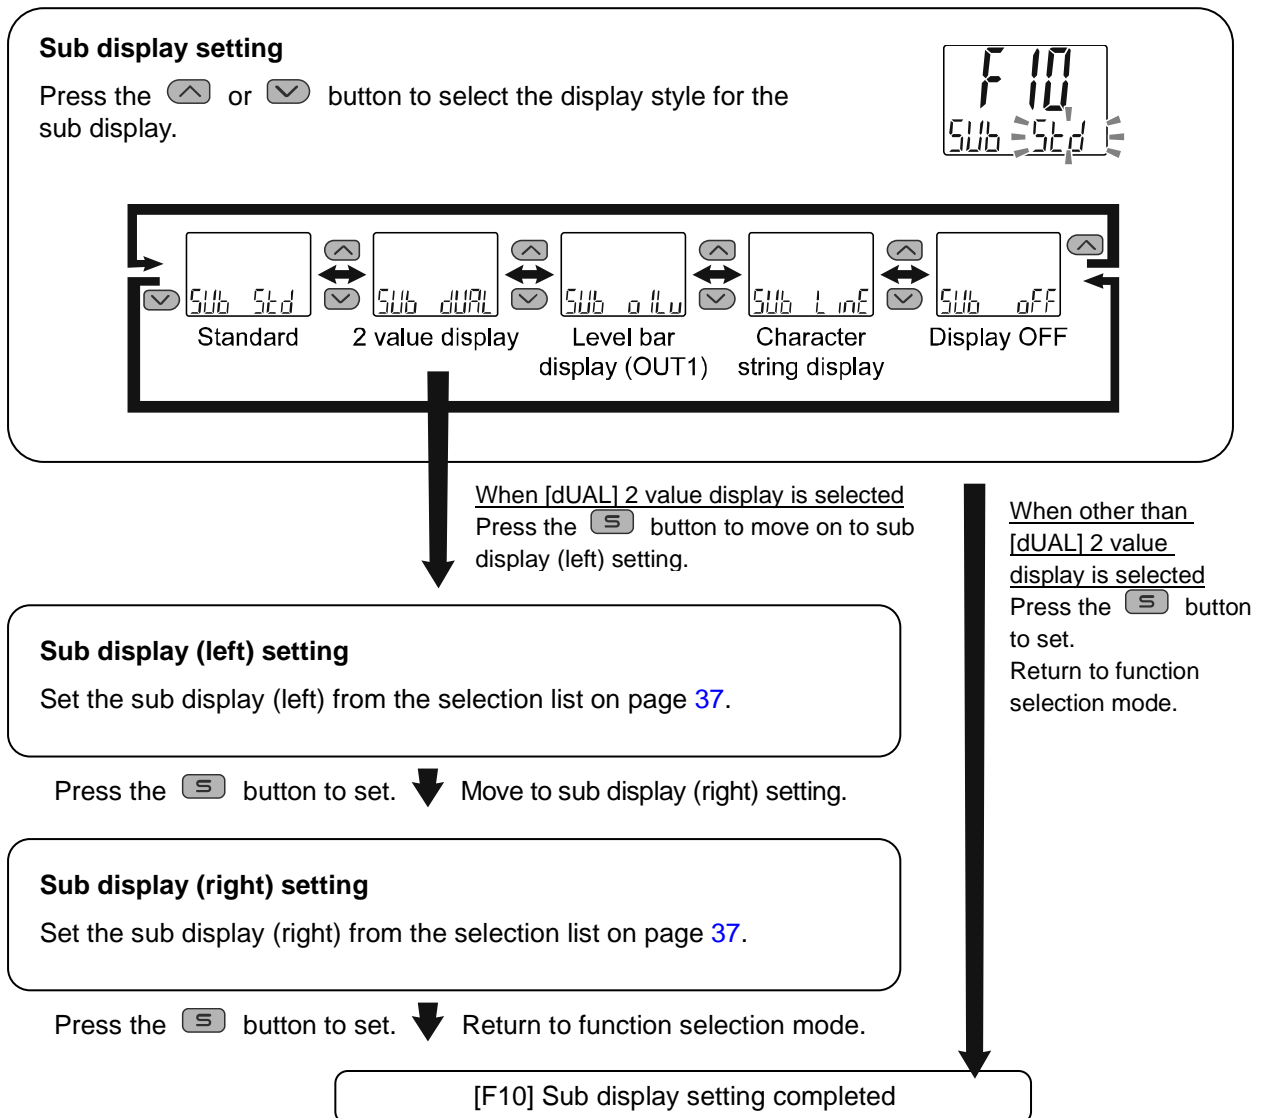 Sub display setting
Press the or button to select the display style for the
sub display.
F 10
SUb Std
SUb Std
SUb dUAL
SUb o 1Lv
SUb L inE
SUb oFF
Standard
2 value display
Level bar
display (OUT1)
Character
string display
Display OFF
When [dUAL] 2 value display is selected
Press the S button to move on to sub
display (left) setting.
When other than
[dUAL] 2 value
display is selected
Press the S button
to set.
Return to function
selection mode.
Sub display (left) setting
Set the sub display (left) from the selection list on page 37.
Press the S button to set. Move to sub display (right) setting.
Sub display (right) setting
Set the sub display (right) from the selection list on page 37.
Press the S button to set. Return to function selection mode.
[F10] Sub display setting completed